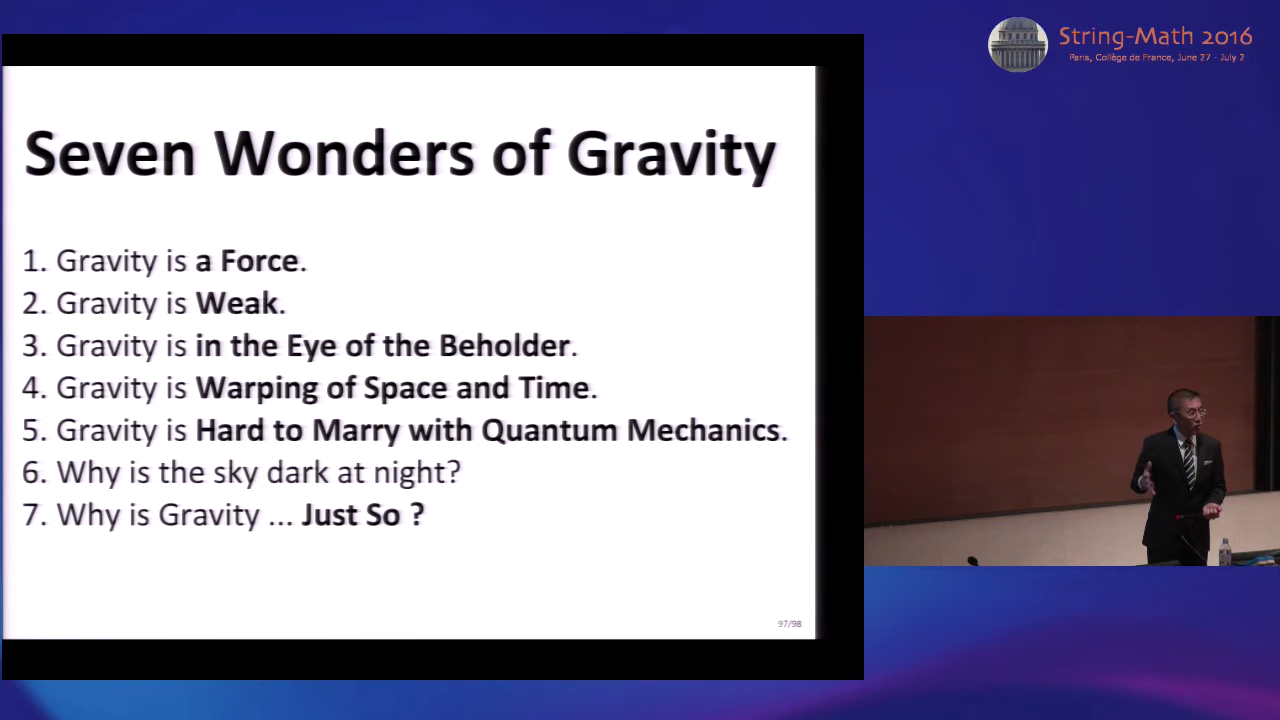 String-Math 2016
Paris, Collège de France, June 27 - July 2
Seven Wonders of Gravity
1. Gravity is a Force.
2. Gravity is Weak.
3. Gravity is in the Eye of the Beholder.
4. Gravity is Warping of Space and Time.
5. Gravity is Hard to Marry with Quantum Mechanics.
6. Why is the sky dark at night?
7. Why is Gravity ... Just So ?
97/98